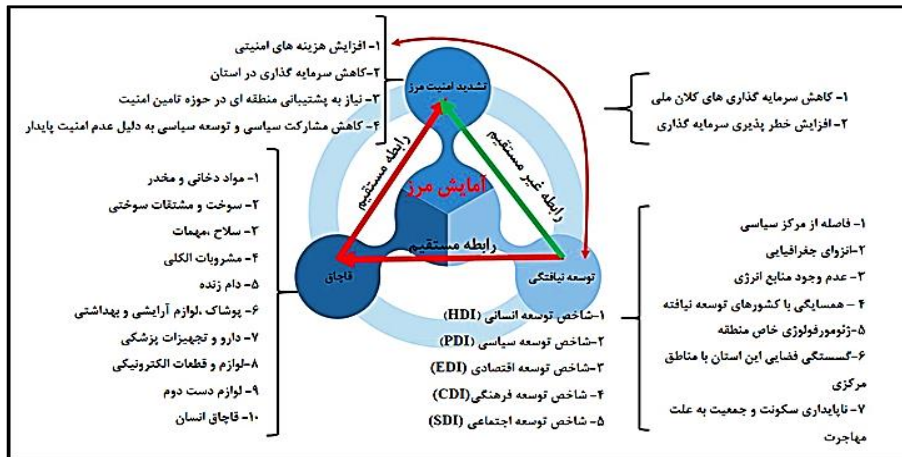 ۱- افزایش هزینه های امنیتی
۲- کاهش سرمایه گذاری در استان
۳- نیاز به پشتیبانی منطقه ای در حوزه تامین امنیت
۴- کاهش مشارکت سیاسی و توسعه سیاسی به دلیل عدم امنیت پایدار
تشدید امنیت مرز
۱- کاهش سرمایه گذاری های کلان ملی
۲- افزایش خطر پذیری سرمایه گذاری
رابطه مستقیم
رابطه غیر مستقیم
آمایش مرز
رابطه مستقیم
قاچاق
توسعه نیافتگی
۱- مواد دخانی و مخدر
۲- سوخت و مشتقات سوختی
۳- سلاح ،مهمات
۴- مشروبات الکلی
۵- دام زنده
۶- پوشاک ،لوازم آرایشی و بهداشتی
۷- دارو و تجهیزات پزشکی
۸- لوازم و قطعات الکترونیکی
۹- لوازم دست دوم
۱۰- قاچاق انسان
۱-شاخص توسعه انسانی (HDI)
۲- شاخص توسعه سیاسی (PDI)
۳-شاخص توسعه اقتصادی (EDI)
۴- شاخص توسعه فرهنگی(CDI)
۵- شاخص توسعه اجتماعی (SDI)
۱- فاصله از مرکز سیاسی
۲-انزوای جغرافیایی
۳- عدم وجود منابع انرژی
۴- همسایگی با کشورهای توسعه نیافته
۵-ژئومورفولوژی خاص منطقه
۶-گسستگی فضایی این استان با مناطق
مرکزی
۷- ناپایداری سکونت و جمعیت به علت
مهاجرت